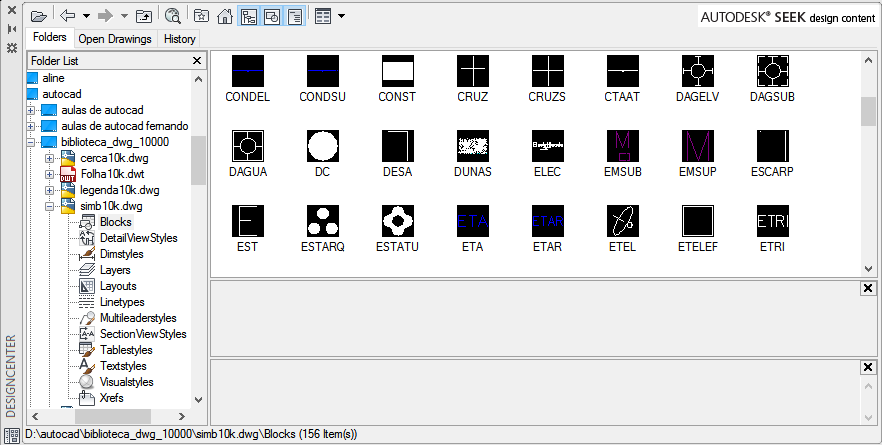 AUTODESK® SEEK design content
Folders
Open Drawings
History
Folder List
aline
autocad
aulas de autocad
aulas de autocad fernando
biblioteca_dwg_10000
cerca10k.dwg
Folha10k.dwt
legenda10k.dwg
simb10k.dwg
Blocks
DetailViewStyles
Dimstyles
Layers
Layouts
Linetypes
Multileaderstyles
SectionViewStyles
Tablestyles
Textstyles
Visualstyles
Xrefs
CONDEL CONDSU CONST CRUZ CRUZS CTAAT DAGELV DAGSUB
DAGUA DC DESA DUNAS ELEC EMSUB EMSUP ESCARP
ETA ETAR ETRI
EST ESTARQ ESTATU ETA ETAR ETEL ETELEF ETRI
DESIGNCENTER
D:\autocad\biblioteca_dwg_10000\simb10k.dwg\Blocks (156 Item(s))